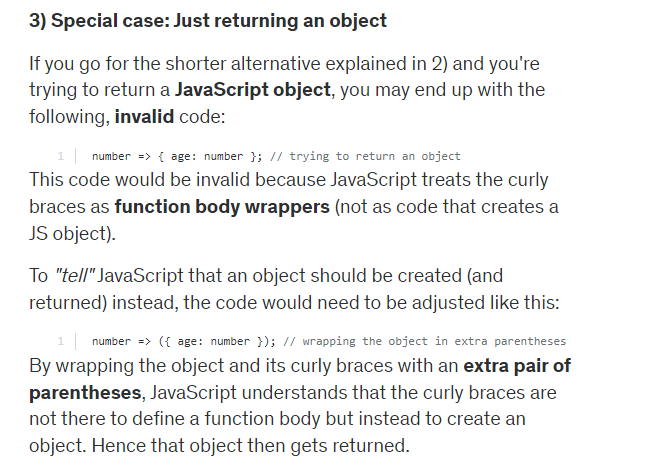 3) Special case: Just returning an object
If you go for the shorter alternative explained in 2) and you're
trying to return a JavaScript object, you may end up with the
following, invalid code:
1 number => { age: number }; // trying to return an object
This code would be invalid because JavaScript treats the curly
braces as function body wrappers (not as code that creates a
JS object).
To "tell" JavaScript that an object should be created (and
returned) instead, the code would need to be adjusted like this:
1 number => ({ age: number }); // wrapping the object in extra parentheses
By wrapping the object and its curly braces with an extra pair of
parentheses, JavaScript understands that the curly braces are
not there to define a function body but instead to create an
object. Hence that object then gets returned.